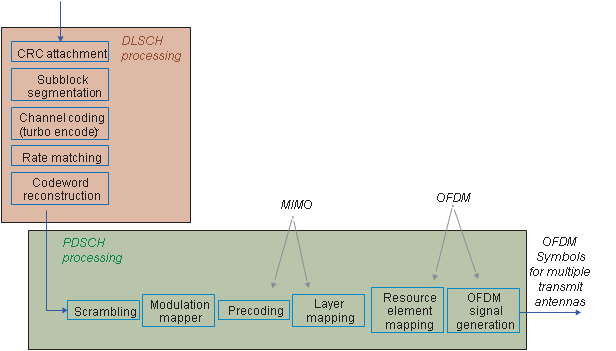 DLSCH
processing
CRC attachment
Subblock
segmentation
Channel coding
(turbo encode)
Rate matching
Codeword
reconstruction
MIMO
OFDM
PDSCH
processing
Scrambling
Modulation
mapper
Precoding
Layer
mapping
Resource
element
mapping
OFDM
signal
generation
OFDM
Symbols
for multiple
transmit
antennas